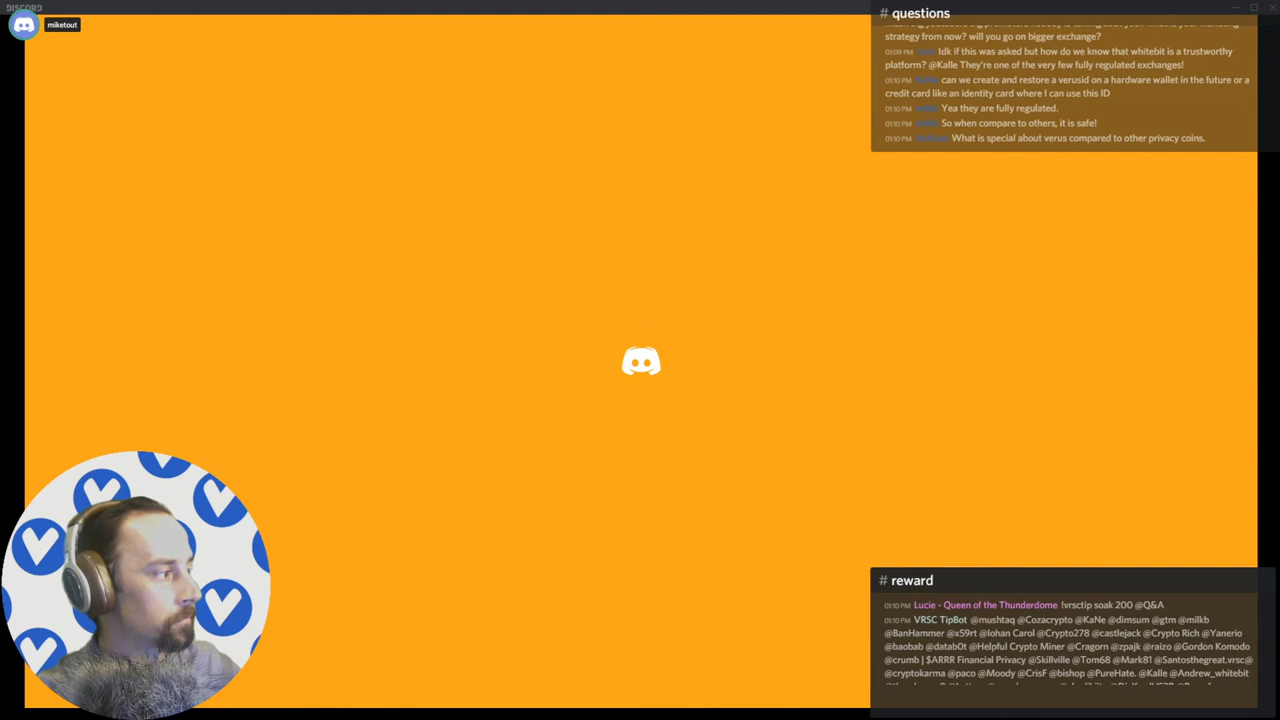 DISCORD
miketout
# questions
strategy from now? will you go on bigger exchange?
01:09 PM Idk if this was asked but how do we know that whitebit is a trustworthy
platform? @Kalle They're one of the very few fully regulated exchanges!
01:10 PM can we create and restore a verusid on a hardware wallet in the future or a
credit card like an identity card where I can use this ID
01:10 PM Yea they are fully regulated.
01:10 PM So when compare to others, it is safe!
01:10 PM What is special about verus compared to other privacy coins.
# reward
01:10 PM Lucie - Queen of the Thunderdome !vrsctip soak 200 @Q&A
01:10 PM VRSC TipBot @mushtaq @Cozacrypto @KaNe @dimsum @gtm @milkb
@BanHammer @x59rt @Iohan Carol @Crypto278 @castlejack @Crypto Rich @Yanerio
@baobab @datab0t @Helpful Crypto Miner @Cragorn @zpajk @raizo @Gordon Komodo
@crumb | $ARRR Financial Privacy @Skillville @Tom68 @Mark81 @Santosthegreat.vrsc@
@cryptokarma @paco @Moody @CrisF @bishop @PureHate. @Kalle @Andrew_whitebit